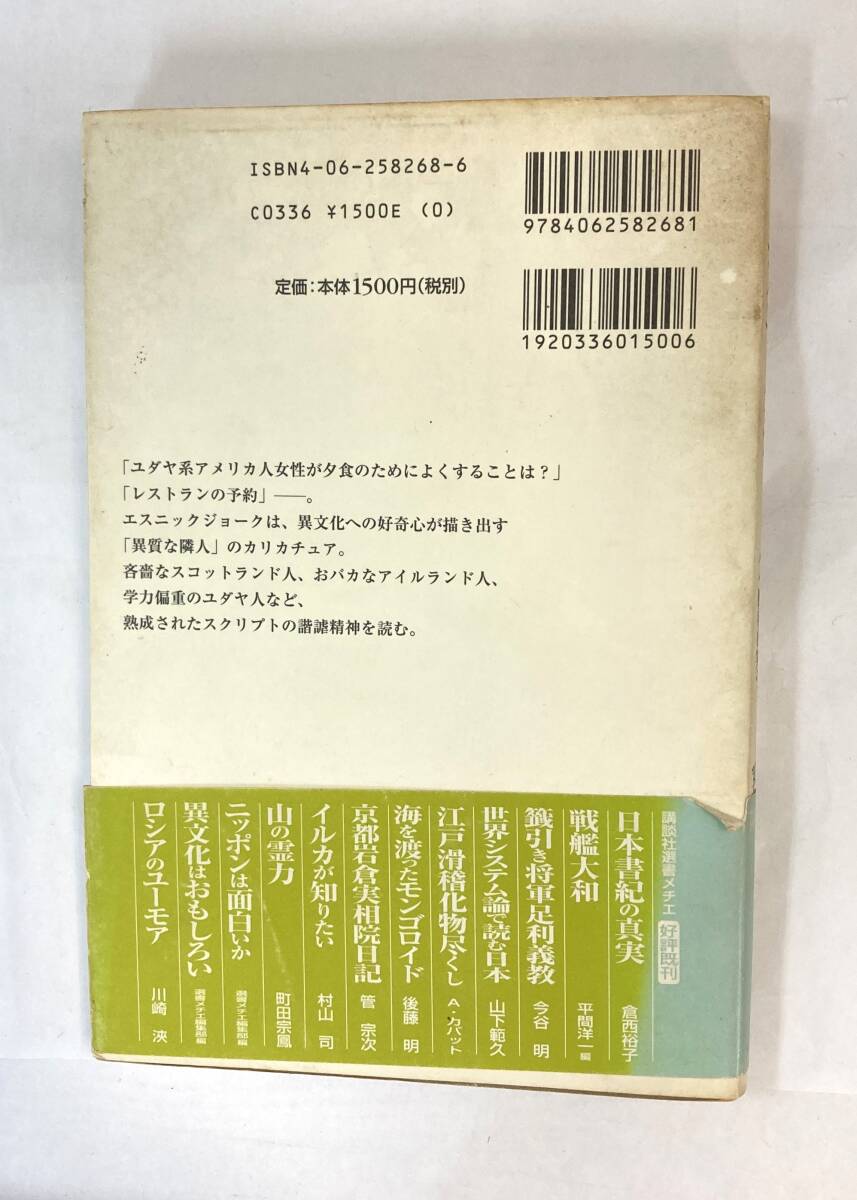 ISBN4-06-258268-6
C0336 ¥1500E (0)
定価:本体1500円(税別)
9784062582681
1920336015006
「ユダヤ系アメリカ人女性が夕食のためによくすることは?」
「レストランの予約」――。
エスニックジョークは、異文化への好奇心が描き出す
「異質な隣人」のカリカチュア。
吝嗇なスコットランド人、おバカなアイルランド人、
学力偏重のユダヤ人など、
熟成されたスクリプトの諧謔精神を読む。
講談社選書メチエ 好評既刊
日本書紀の真実 倉西裕子
戦艦大和 平間洋一編
籤引き将軍足利義教 今谷 明
世界システム論で読む日本 山下範久
江戸滑稽化物尽くし A・カバット
海を渡ったモンゴロイド 後藤 明
京都岩倉実相院日記 管 宗次
イルカが知りたい 村山 司
山の霊力 町田宗鳳
ニッポンは面白いか 選書メチエ編集部編
異文化はおもしろい 選書メチエ編集部編
ロシアのユーモア 川崎 浹